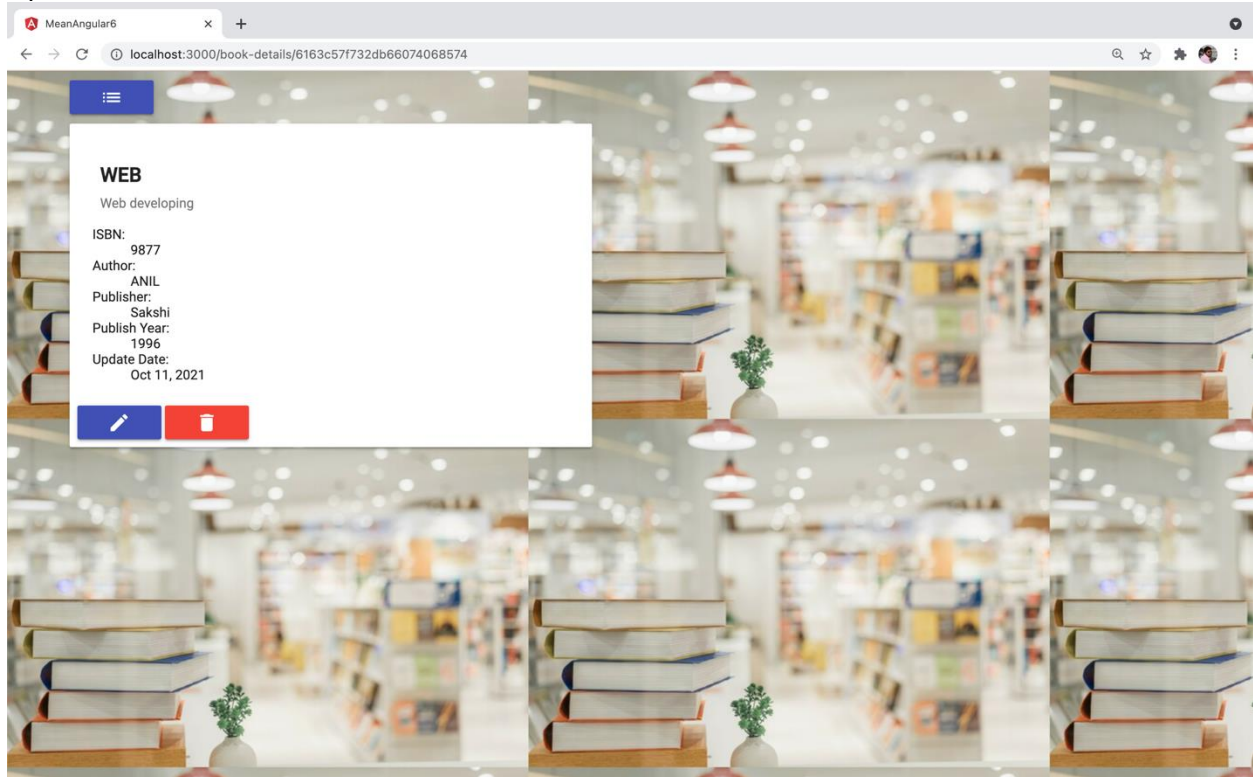 MeanAngular6
localhost:3000/book-details/6163c57f732db66074068574
WEB
Web developing
ISBN:
9877
Author:
ANIL
Publisher:
Sakshi
Publish Year:
1996
Update Date:
Oct 11, 2021